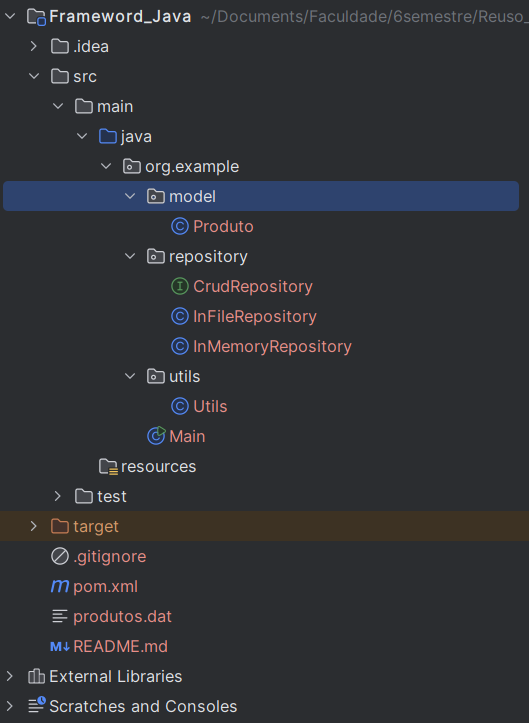 Frameword_Java ~/Documents/Faculdade/6semestre/Reuso_
.idea
src
main
java
org.example
model
C Produto
repository
I CrudRepository
C InFileRepository
C InMemoryRepository
utils
C Utils
C Main
resources
test
target
.gitignore
m pom.xml
produtos.dat
M↓ README.md
External Libraries
Scratches and Consoles